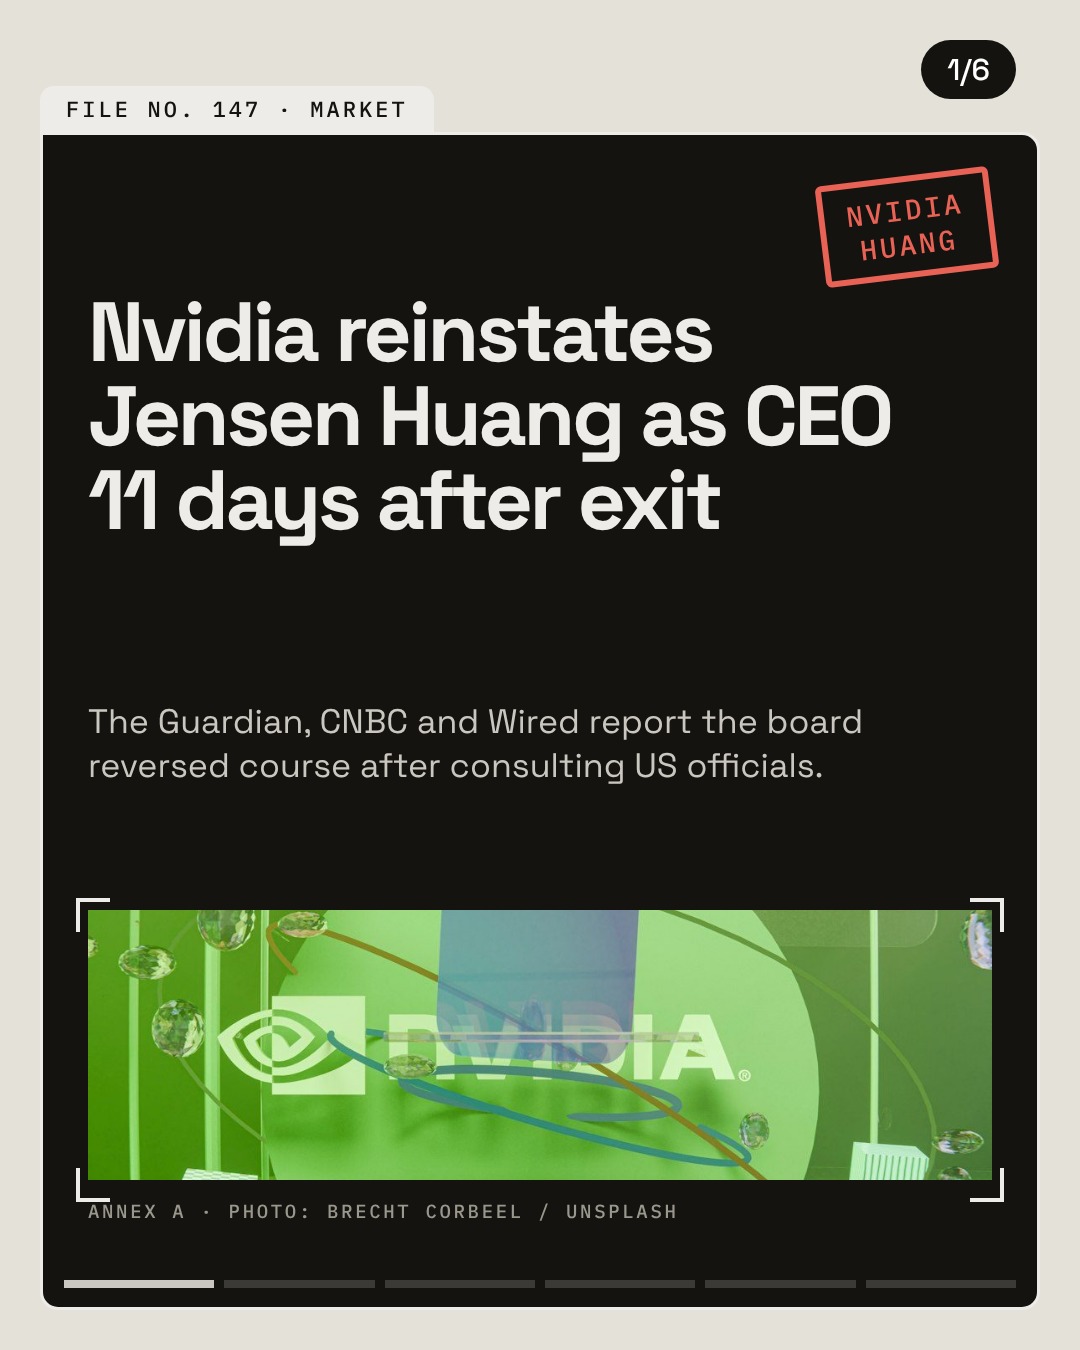 1/6
FILE NO. 147 · MARKET
NVIDIA
HUANG
Nvidia reinstates
Jensen Huang as CEO
11 days after exit
The Guardian, CNBC and Wired report the board
reversed course after consulting US officials.
NVIDIA®
ANNEX A · PHOTO: BRECHT CORBEEL / UNSPLASH